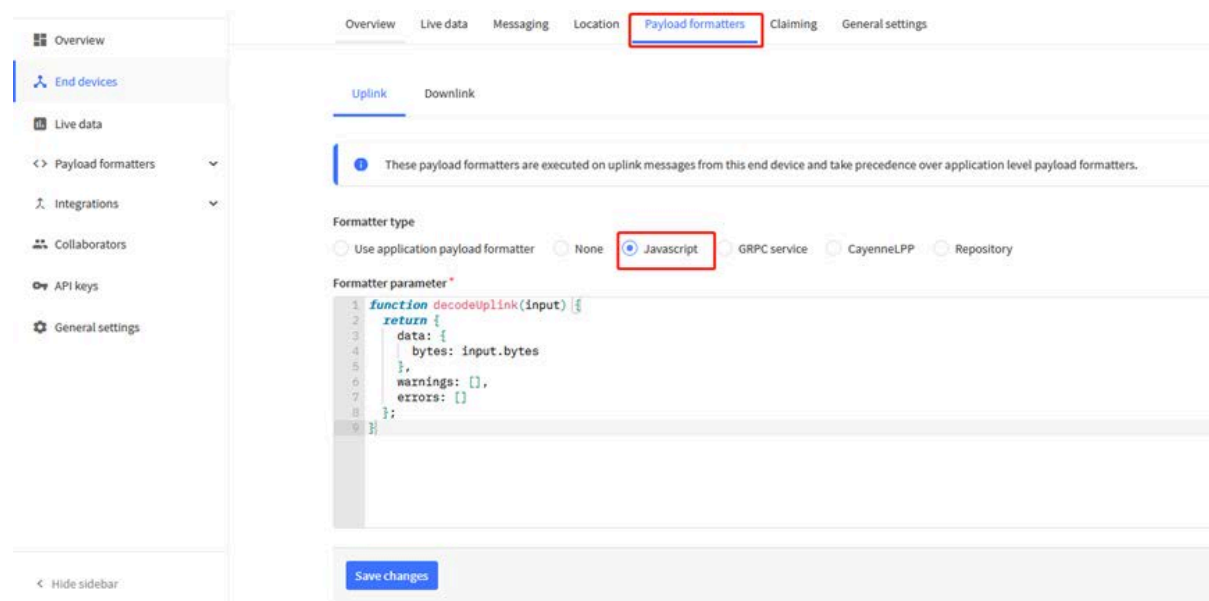 Overview
End devices
Live data
Payload formatters
Integrations
Collaborators
API keys
General settings
Hide sidebar
Overview Live data Messaging Location Payload formatters Claiming General settings
Uplink Downlink
These payload formatters are executed on uplink messages from this end device and take precedence over application level payload formatters.
Formatter type
Use application payload formatter None Javascript GRPC service CayenneLPP Repository
Formatter parameter *
1 function decodeUplink(input) {
2 return {
3 data: {
4 bytes: input.bytes
5 },
6 warnings: [],
7 errors: []
8 };
9 }
Save changes